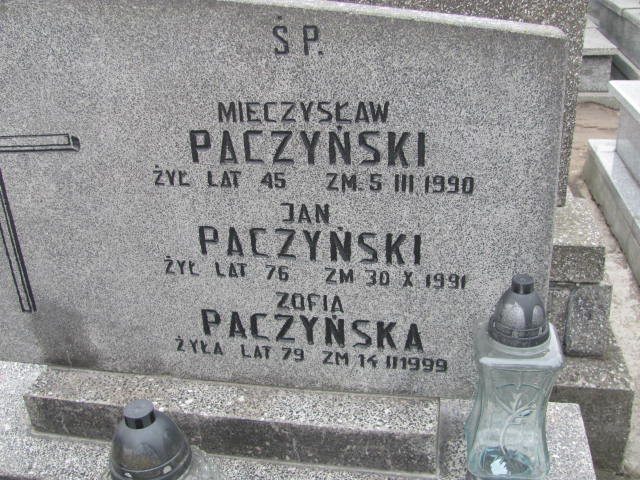 Ś.P.
MIECZYSŁAW
PACZYŃSKI
ŻYŁ LAT 45 ZM. 5 III 1990
JAN
PACZYŃSKI
ŻYŁ LAT 76 ZM 30 X 1991
ZOFIA
PACZYŃSKA
ŻYŁA LAT 79 ZM 14 II 1999